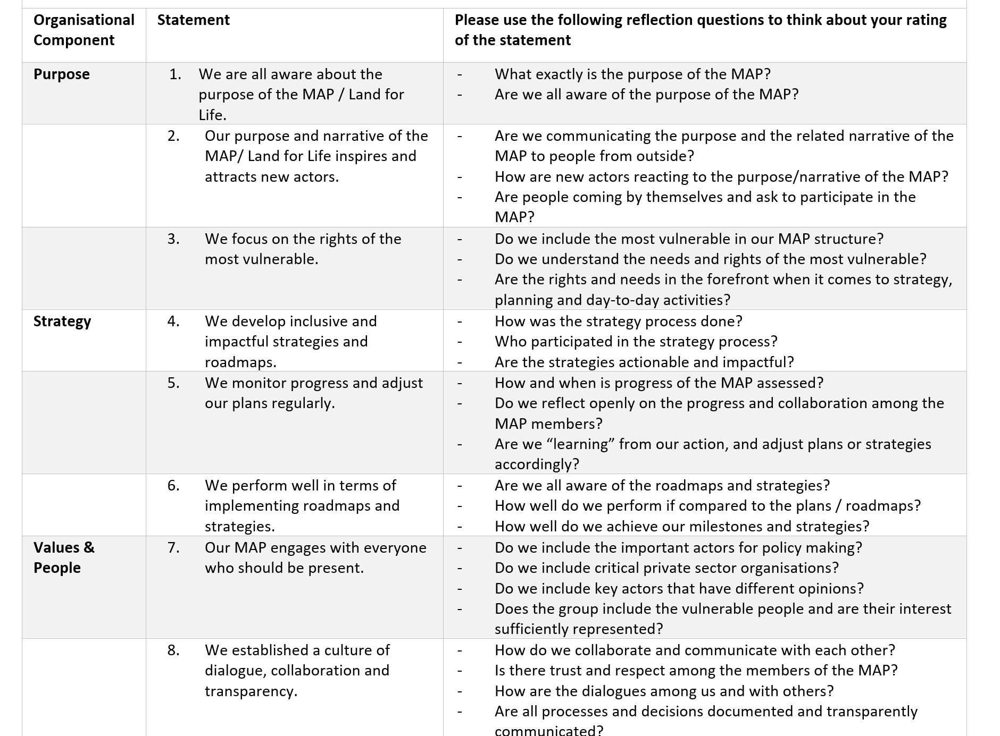 Organisational Component
Statement
Please use the following reflection questions to think about your rating
of the statement
Purpose
1. We are all aware about the
purpose of the MAP / Land for
Life.
- What exactly is the purpose of the MAP?
- Are we all aware of the purpose of the MAP?
2. Our purpose and narrative of the
MAP/ Land for Life inspires and
attracts new actors.
- Are we communicating the purpose and the related narrative of the
MAP to people from outside?
- How are new actors reacting to the purpose/narrative of the MAP?
- Are people coming by themselves and ask to participate in the
MAP?
3. We focus on the rights of the
most vulnerable.
- Do we include the most vulnerable in our MAP structure?
- Do we understand the needs and rights of the most vulnerable?
- Are the rights and needs in the forefront when it comes to strategy,
planning and day-to-day activities?
Strategy
4. We develop inclusive and
impactful strategies and
roadmaps.
- How was the strategy process done?
- Who participated in the strategy process?
- Are the strategies actionable and impactful?
5. We monitor progress and adjust
our plans regularly.
- How and when is progress of the MAP assessed?
- Do we reflect openly on the progress and collaboration among the
MAP members?
- Are we “learning” from our action, and adjust plans or strategies
accordingly?
6. We perform well in terms of
implementing roadmaps and
strategies.
- Are we all aware of the roadmaps and strategies?
- How well do we perform if compared to the plans / roadmaps?
- How well do we achieve our milestones and strategies?
Values &
People
7. Our MAP engages with everyone
who should be present.
- Do we include the important actors for policy making?
- Do we include critical private sector organisations?
- Do we include key actors that have different opinions?
- Does the group include the vulnerable people and are their interest
sufficiently represented?
8. We established a culture of
dialogue, collaboration and
transparency.
- How do we collaborate and communicate with each other?
- Is there trust and respect among the members of the MAP?
- How are the dialogues among us and with others?
- Are all processes and decisions documented and transparently
communicated?